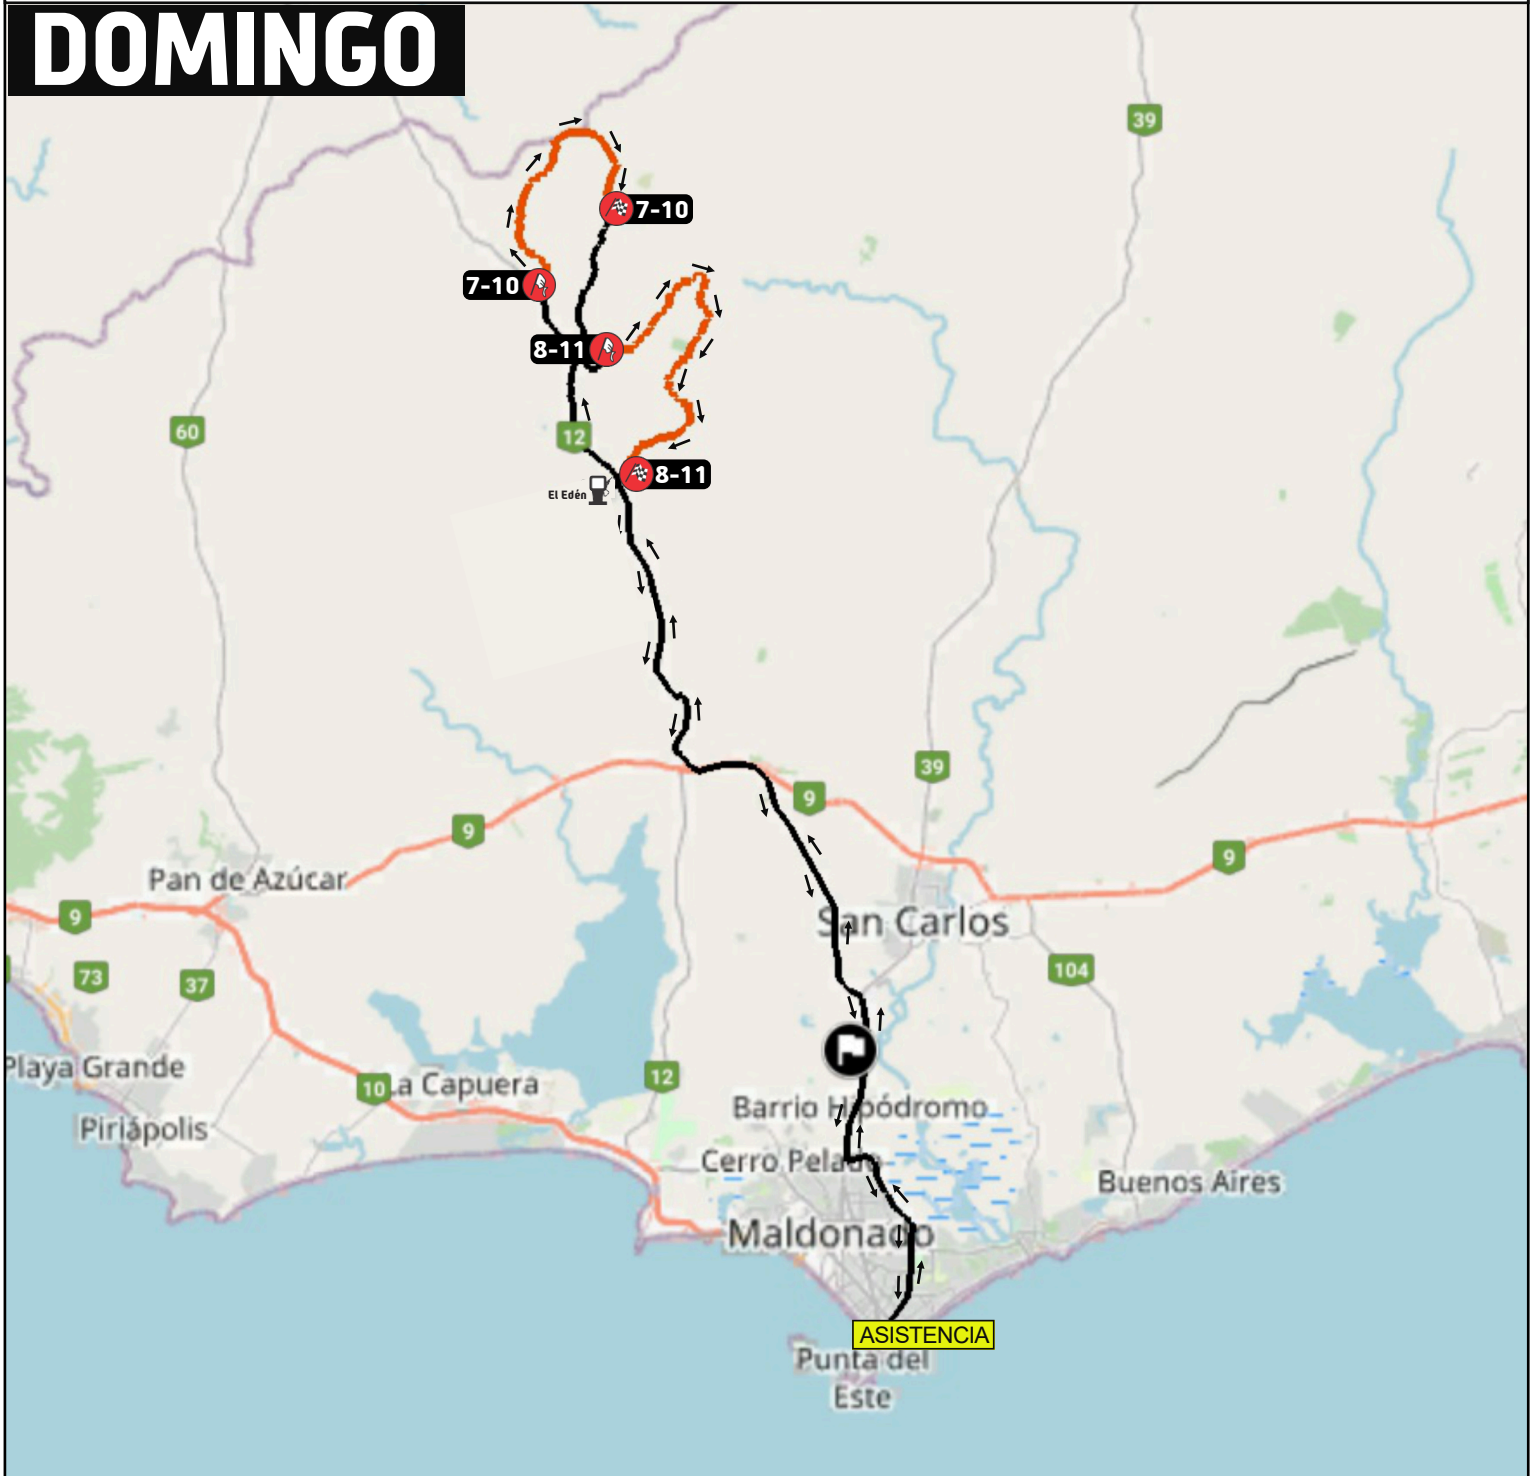 DOMINGO
39
7-10
7-10
8-11
60
12
8-11
El Edén
39
9
9
9
Pan de Azúcar
9
San Carlos
73
37
104
Playa Grande
10
La Capuera
12
Barrio Hipódromo
Piriápolis
Cerro Pelado
Buenos Aires
Maldonado
ASISTENCIA
Punta del
Este